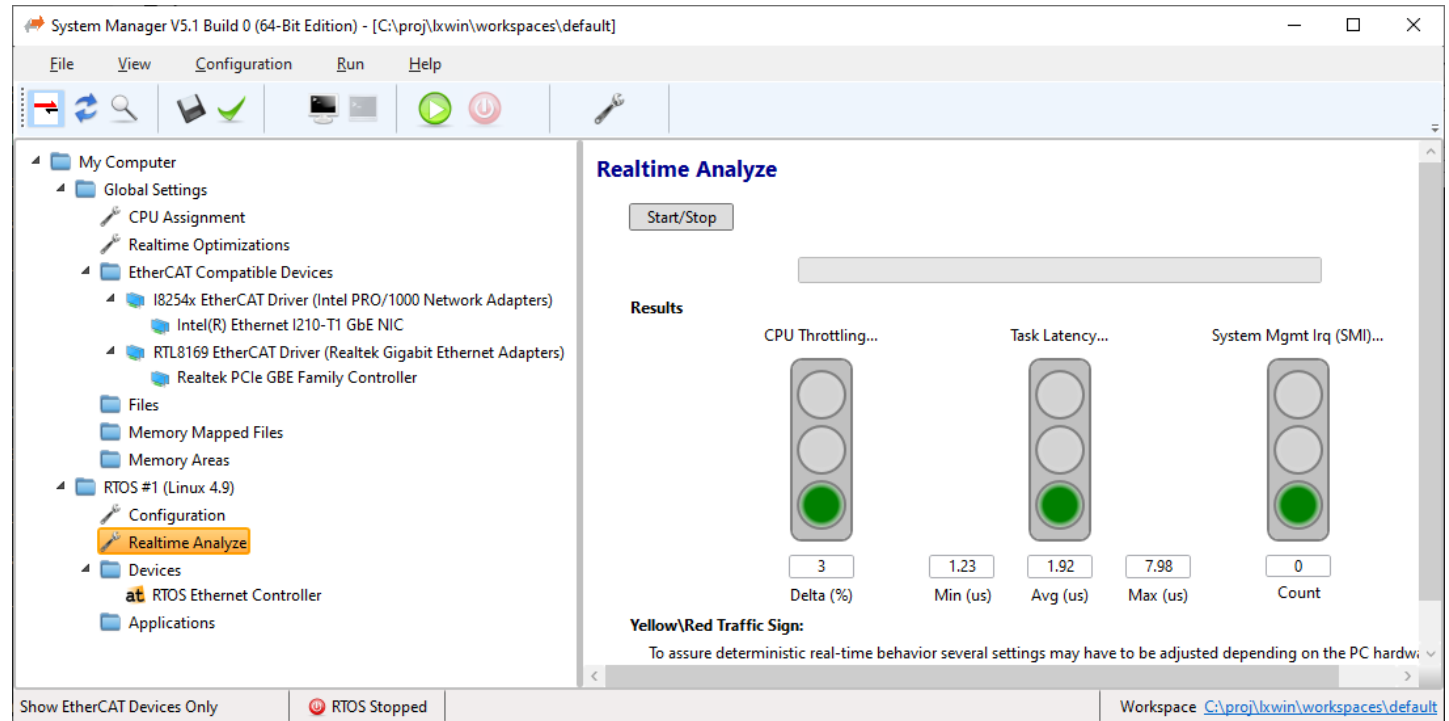 System Manager V5.1 Build 0 (64-Bit Edition) - [C:\proj\lxwin\workspaces\default]
File View Configuration Run Help
My Computer
Global Settings
CPU Assignment
Realtime Optimizations
EtherCAT Compatible Devices
I8254x EtherCAT Driver (Intel PRO/1000 Network Adapters)
Intel(R) Ethernet I210-T1 GbE NIC
RTL8169 EtherCAT Driver (Realtek Gigabit Ethernet Adapters)
Realtek PCIe GBE Family Controller
Files
Memory Mapped Files
Memory Areas
RTOS #1 (Linux 4.9)
Configuration
Realtime Analyze
Devices
at RTOS Ethernet Controller
Applications
Realtime Analyze
Start/Stop
Results
CPU Throttling... Task Latency... System Mgmt Irq (SMI)...
3 1.23 1.92 7.98 0
Delta (%) Min (us) Avg (us) Max (us) Count
Yellow\Red Traffic Sign:
To assure deterministic real-time behavior several settings may have to be adjusted depending on the PC hardw
Show EtherCAT Devices Only RTOS Stopped Workspace C:\proj\lxwin\workspaces\default